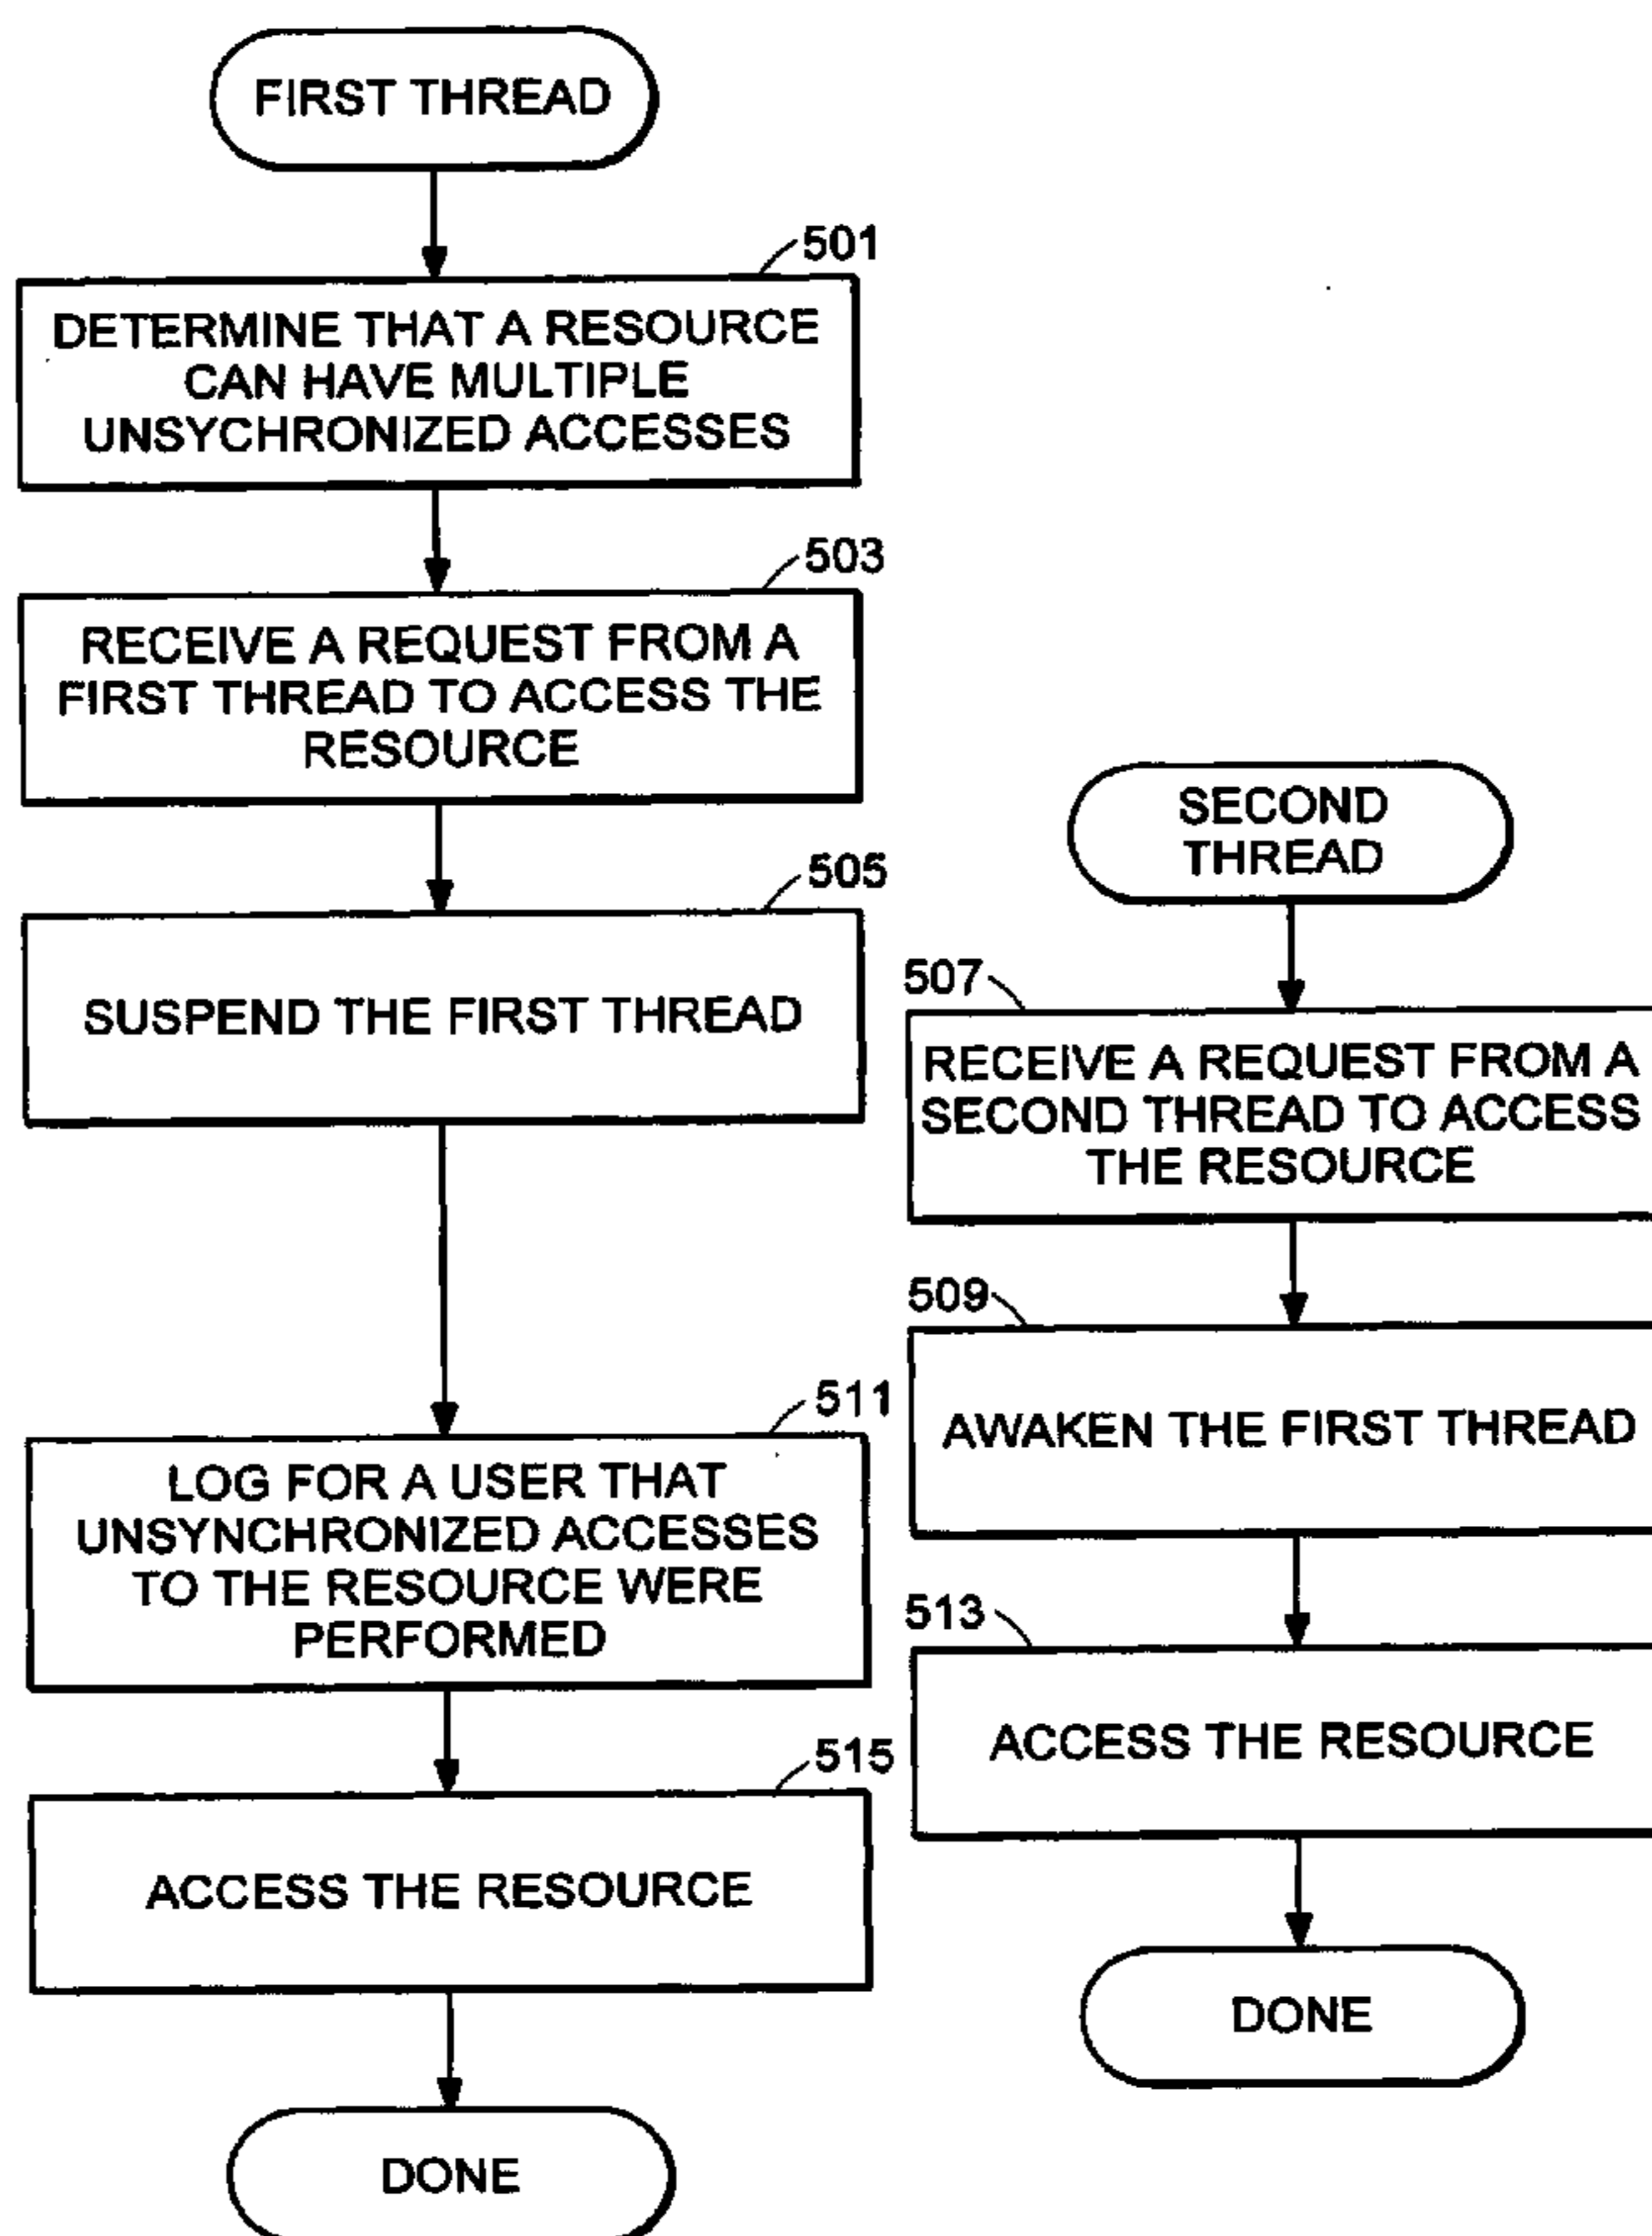 FIRST THREAD
501
DETERMINE THAT A RESOURCE
CAN HAVE MULTIPLE
UNSYCHRONIZED ACCESSES
503
RECEIVE A REQUEST FROM A
FIRST THREAD TO ACCESS THE
RESOURCE
505
SUSPEND THE FIRST THREAD
511
LOG FOR A USER THAT
UNSYNCHRONIZED ACCESSES
TO THE RESOURCE WERE
PERFORMED
515
ACCESS THE RESOURCE
DONE
SECOND
THREAD
507
RECEIVE A REQUEST FROM A
SECOND THREAD TO ACCESS
THE RESOURCE
509
AWAKEN THE FIRST THREAD
513
ACCESS THE RESOURCE
DONE